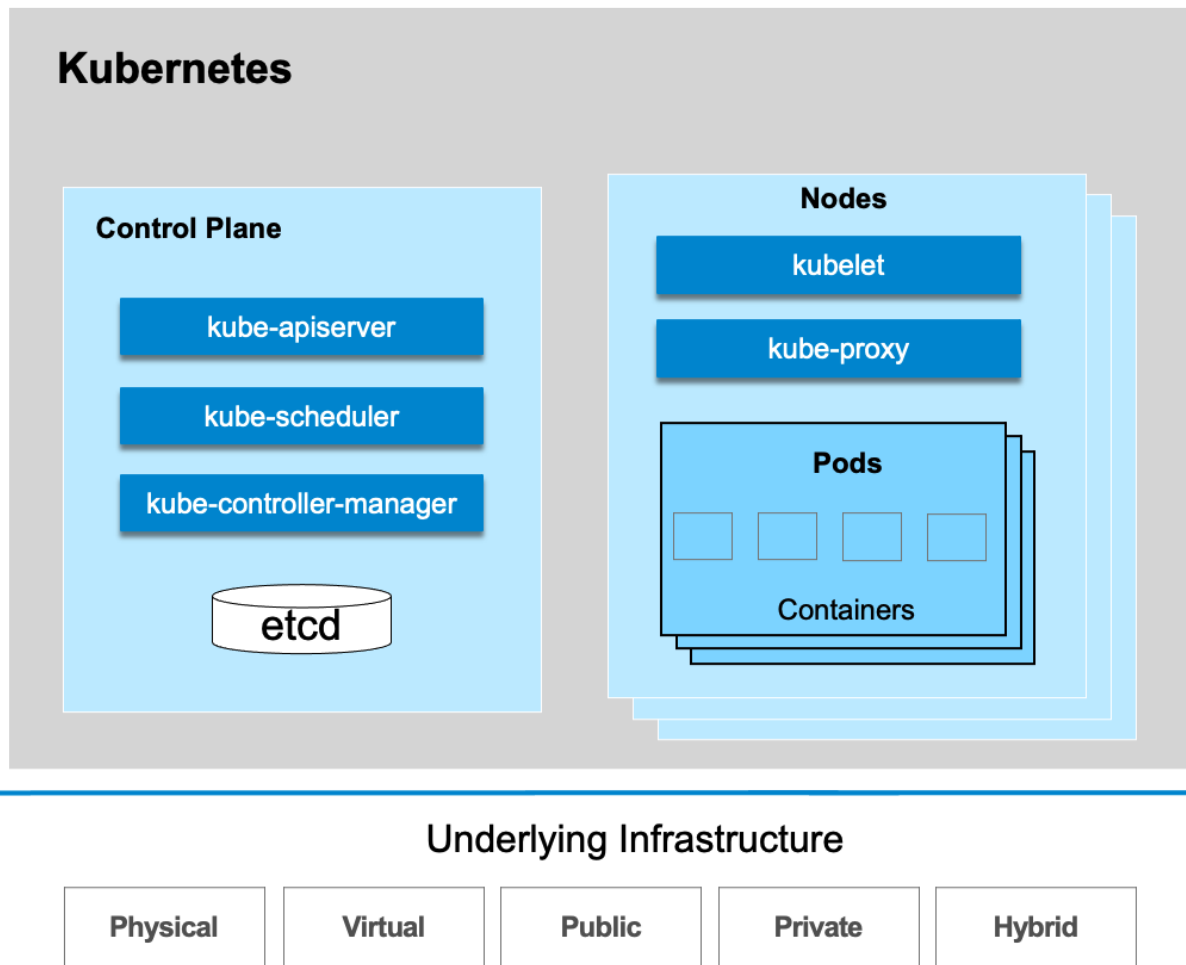 Kubernetes
Control Plane
kube-apiserver
kube-scheduler
kube-controller-manager
etcd
Nodes
kubelet
kube-proxy
Pods
Containers
Underlying Infrastructure
Physical
Virtual
Public
Private
Hybrid